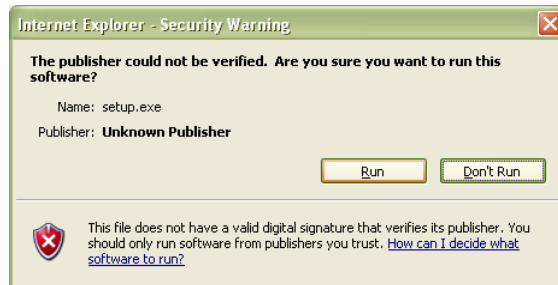 Internet Explorer - Security Warning
The publisher could not be verified.  Are you sure you want to run this
software?
Name: setup.exe
Publisher: Unknown Publisher
Run Don't Run
This file does not have a valid digital signature that verifies its publisher. You
should only run software from publishers you trust. How can I decide what
software to run?